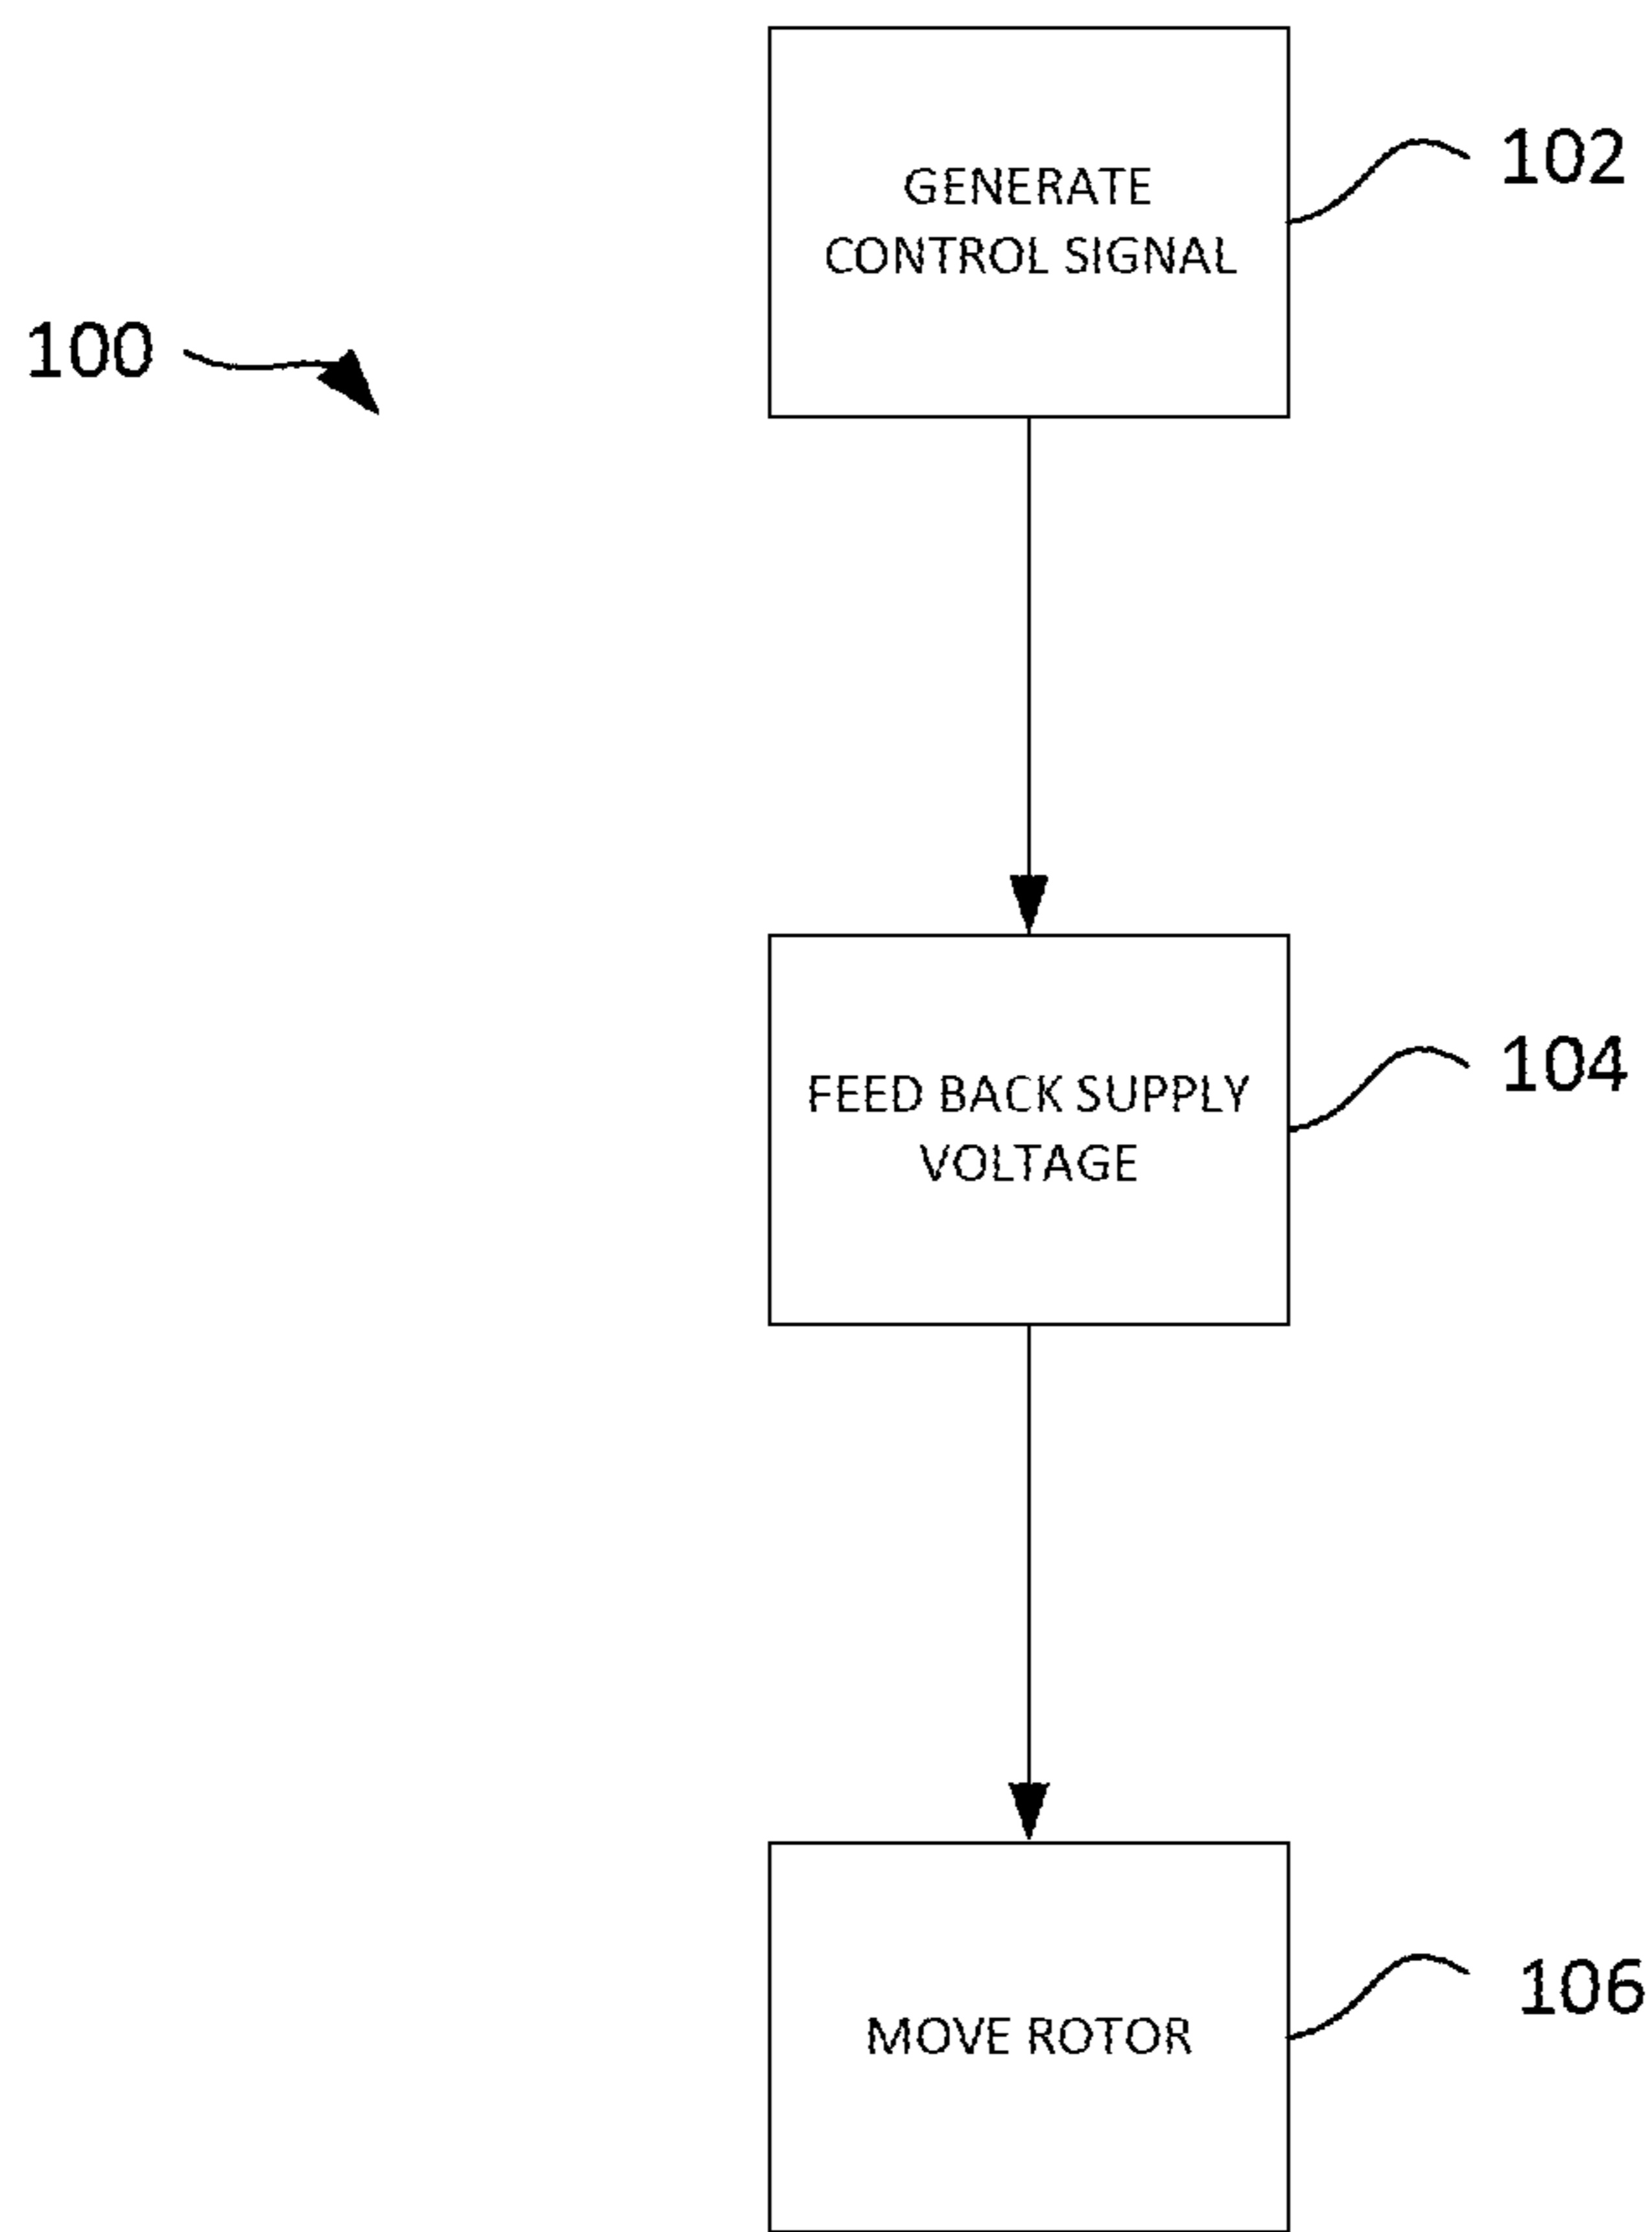 GENERATE
CONTROL SIGNAL
102
100
FEED BACK SUPPLY
VOLTAGE
104
MOVE ROTOR
106